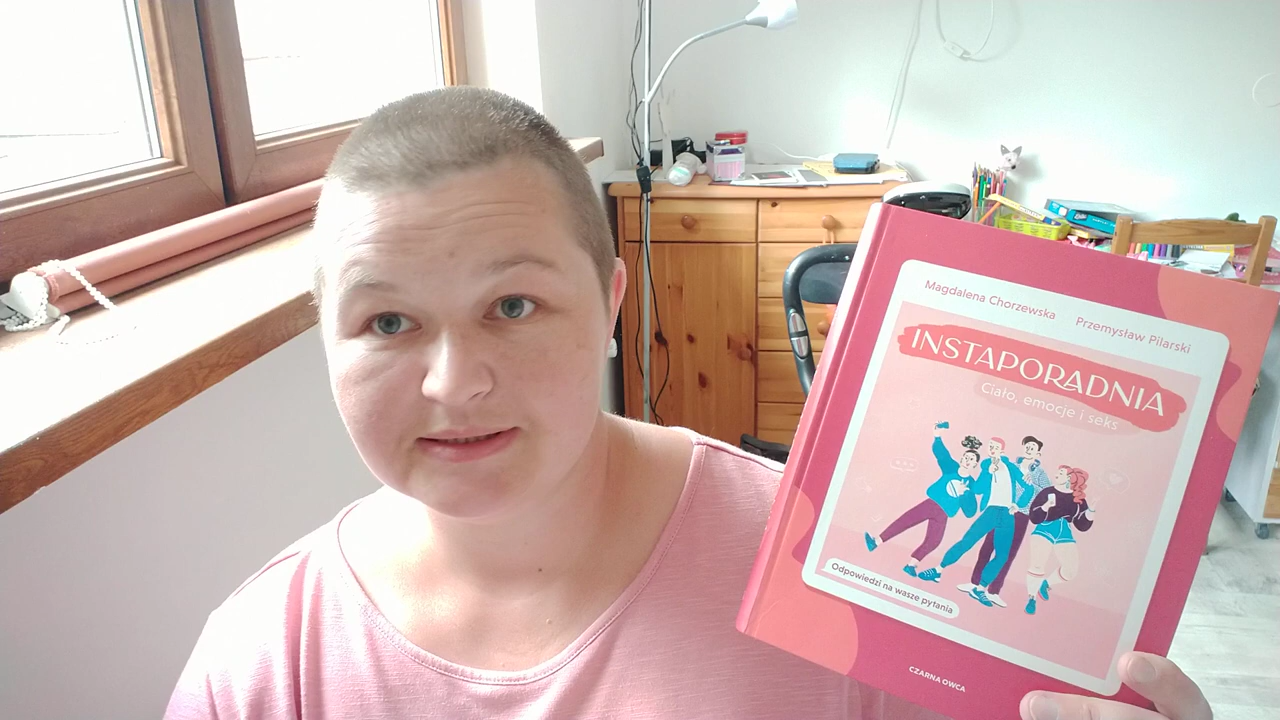 Magdalena Chorzewska Przemysław Pilarski
INSTAPORADNIA
Ciało, emocje i seks
Odpowiedzi na wasze pytania
CZARNA OWCA